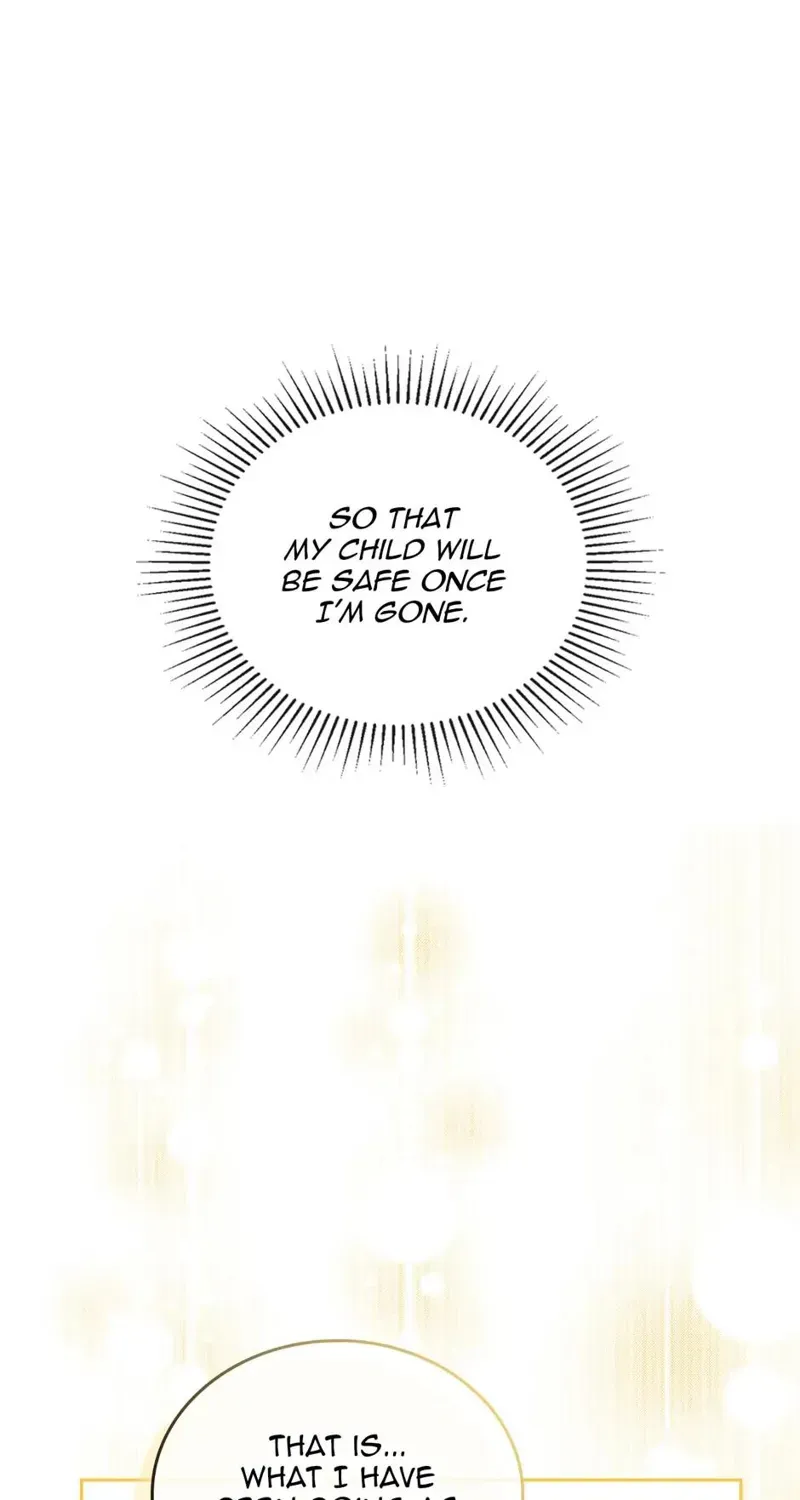 SO THAT
MY CHILD WILL
BE SAFE ONCE
I'M GONE.
THAT IS...
WHAT I HAVE